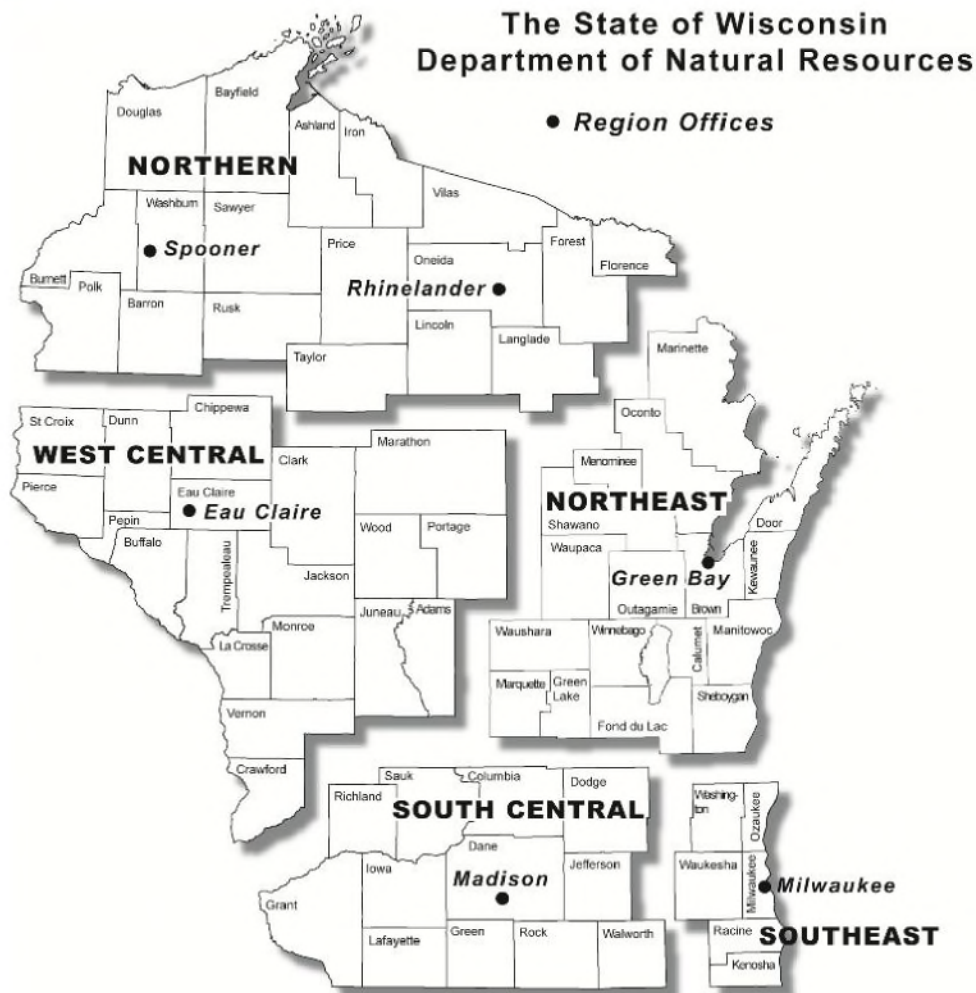 The State of Wisconsin
Department of Natural Resources
Region Offices
Bayfield
Douglas
Ashland
Iron
NORTHERN
Vilas
Washburn
Sawyer
Spooner
Price
Forest
Oneida
Florence
Burnett
Polk
Rhinelander
Barron
Rusk
Lincoln
Langlade
Taylor
Marinette
Chippewa
St Croix
Dunn
Oconto
Marathon
WEST CENTRAL
Clark
Menominee
Pierce
Eau Claire
NORTHEAST
Eau Claire
Pepin
Wood
Portage
Shawano
Door
Buffalo
Waupaca
Kewaunee
Trempealeau
Jackson
Green Bay
Juneau
Adams
Outagamie
Brown
Monroe
Waushara
Winnebago
Manitowoc
La Crosse
Calumet
Marquette
Green
Lake
Sheboygan
Vernon
Fond du Lac
Crawford
Sauk
Columbia
Dodge
Richland
SOUTH CENTRAL
Washing-
ton
Ozaukee
Dane
Iowa
Jefferson
Waukesha
Milwaukee
Madison
Milwaukee
Grant
Lafayette
Green
Rock
Walworth
Racine
SOUTHEAST
Kenosha